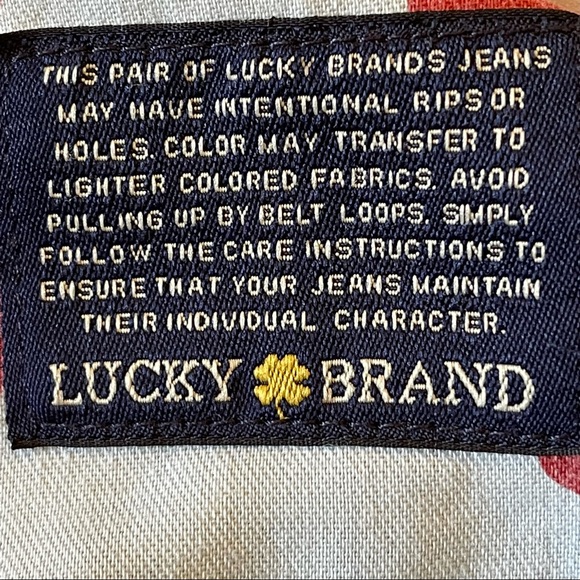 THIS PAIR OF LUCKY BRANDS JEANS
MAY HAVE INTENTIONAL RIPS OR
HOLES. COLOR MAY TRANSFER TO
LIGHTER COLORED FABRICS. AVOID
PULLING UP BY BELT LOOPS. SIMPLY
FOLLOW THE CARE INSTRUCTIONS TO
ENSURE THAT YOUR JEANS MAINTAIN
THEIR INDIVIDUAL CHARACTER.
LUCKY BRAND